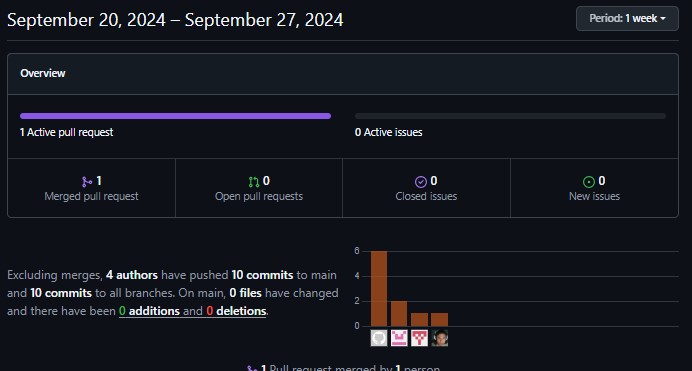 September 20, 2024 – September 27, 2024
Period: 1 week
Overview
1 Active pull request
0 Active issues
1
Merged pull request
0
Open pull requests
0
Closed issues
0
New issues
Excluding merges, 4 authors have pushed 10 commits to main
and 10 commits to all branches. On main, 0 files have changed
and there have been 0 additions and 0 deletions.
6
4
2
0
1 Pull request merged by 1 person